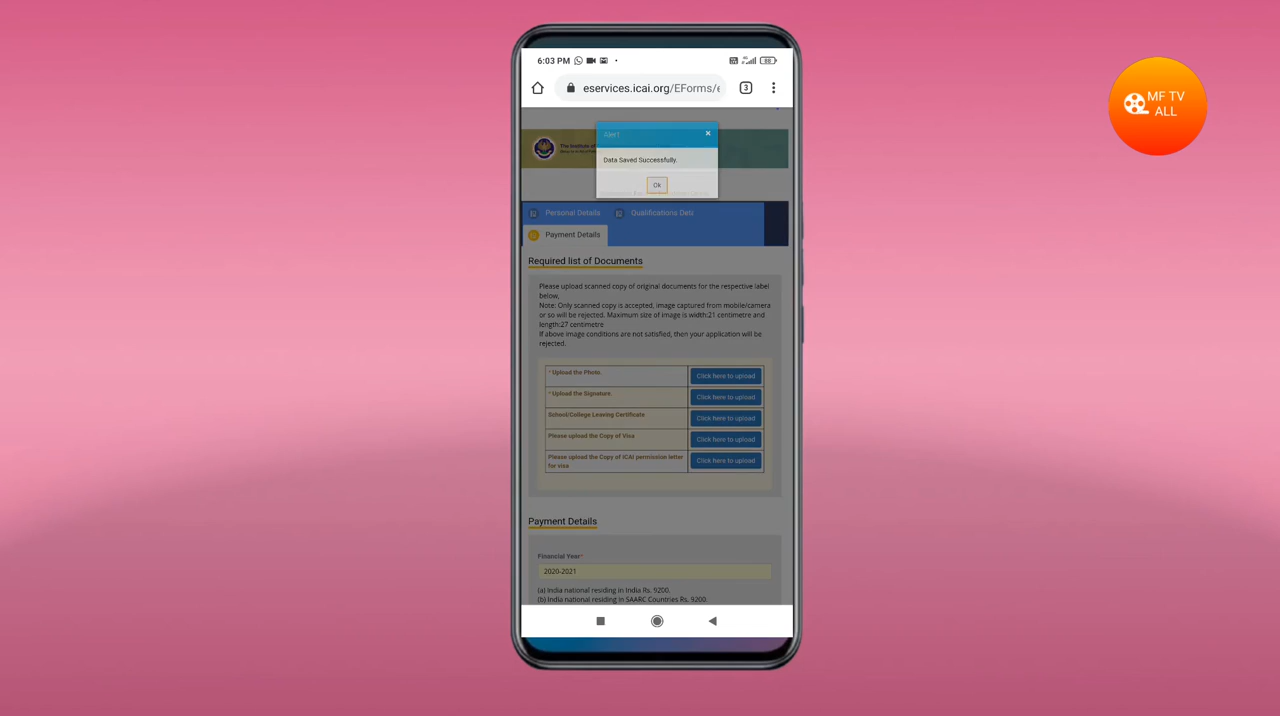 6:03 PM
88
MF TV
ALL
eservices.icai.org/EForms/e
3
Alert
The Institute of
Data Saved Successfully.
Ok
Personal Details
Qualifications Deta
Payment Details
Required list of Documents
Please upload scanned copy of original documents for the respective label
below,
Note: Only scanned copy is accepted, image captured from mobile/camera
or so will be rejected. Maximum size of image is width:21 centimetre and
length:27 centimetre
If above image conditions are not satisfied, then your application will be
rejected.
* Upload the Photo.
Click here to upload
* Upload the Signature.
Click here to upload
School/College Leaving Certificate
Click here to upload
Please upload the Copy of Visa
Click here to upload
Please upload the Copy of ICAI permission letter
for visa
Click here to upload
Payment Details
Financial Year*
2020-2021
(a) India national residing in India Rs. 9200.
(b) India national residing in SAARC Countries Rs. 9200